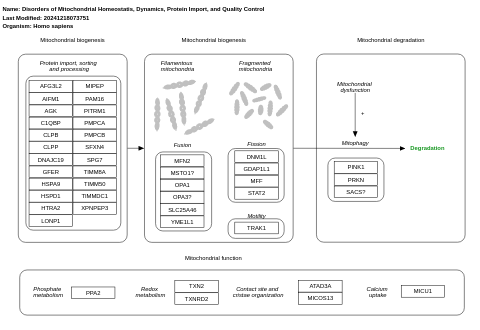 Name: Disorders of Mitochondrial Homeostasis, Dynamics, Protein Import, and Quality Control
Last Modified: 20241218073751
Organism: Homo sapiens
Mitochondrial biogenesis
Mitochondrial biogenesis
Mitochondrial degradation
Protein import, sorting
and processing
AFG3L2 MIPEP
AIFM1 PAM16
AGK PITRM1
C1QBP PMPCA
CLPB PMPCB
CLPP SFXN4
DNAJC19 SPG7
GFER TIMM8A
HSPA9 TIMM50
HSPD1 TIMMDC1
HTRA2 XPNPEP3
LONP1
Filamentous
mitochondria
Fragmented
mitochondria
Fusion
MFN2
MSTO1?
OPA1
OPA3?
SLC25A46
YME1L1
Fission
DNM1L
GDAP1L1
MFF
STAT2
Motility
TRAK1
Mitochondrial
dysfunction
+
Mitophagy
Degradation
PINK1
PRKN
SACS?
Mitochondrial function
Phosphate
metabolism
PPA2
Redox
metabolism
TXN2
TXNRD2
Contact site and
cristae organization
ATAD3A
MICOS13
Calcium
uptake
MICU1